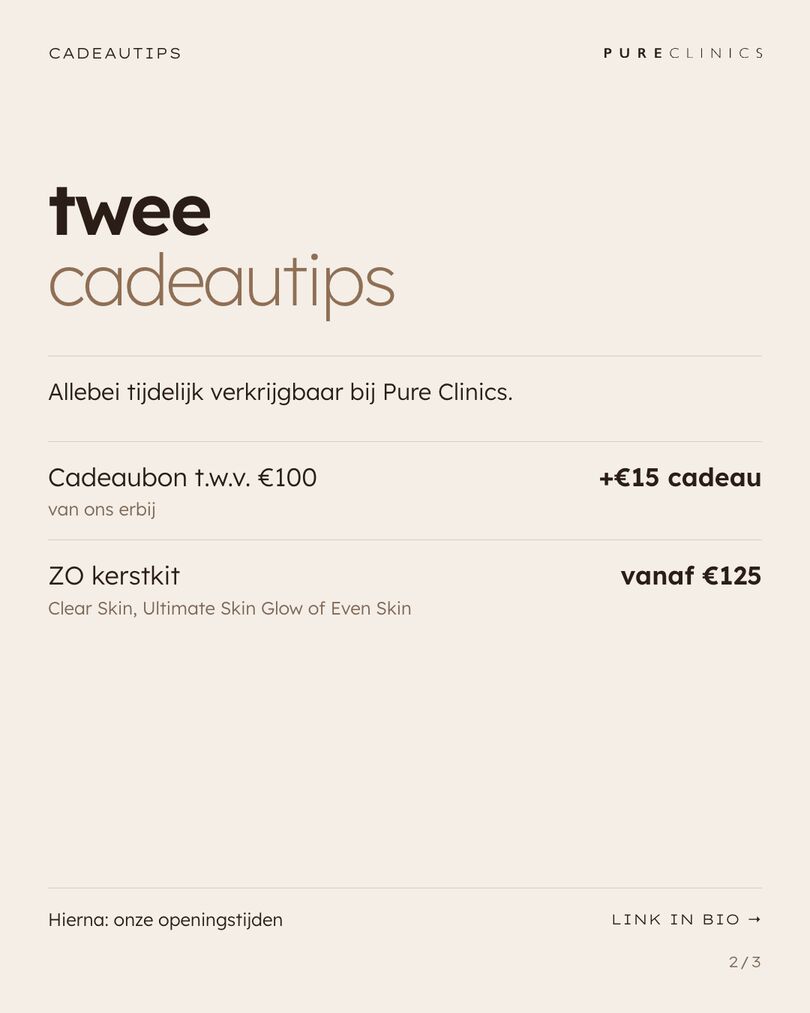 CADEAUTIPS
PURECLINICS
twee
cadeautips
Allebei tijdelijk verkrijgbaar bij Pure Clinics.
Cadeaubon t.w.v. €100
+€15 cadeau
van ons erbij
ZO kerstkit
vanaf €125
Clear Skin, Ultimate Skin Glow of Even Skin
Hierna: onze openingstijden
LINK IN BIO →
2/3